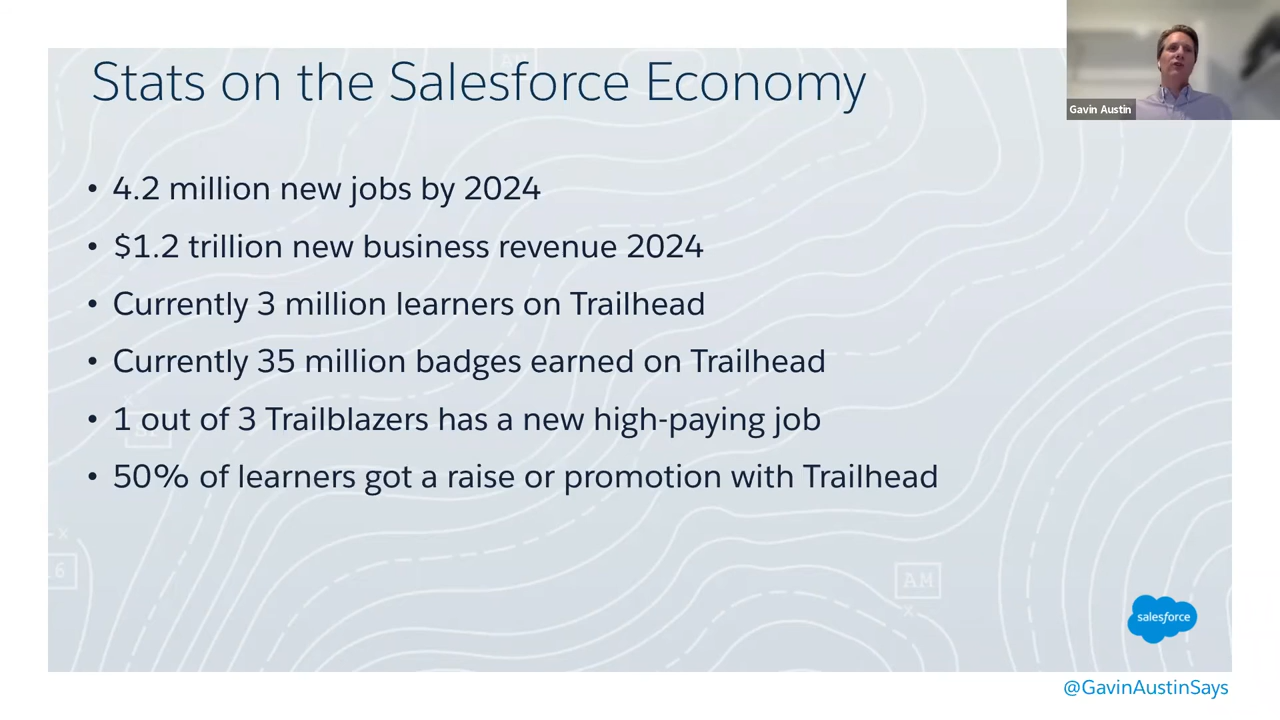 Stats on the Salesforce Economy
Gavin Austin
• 4.2 million new jobs by 2024
• $1.2 trillion new business revenue 2024
• Currently 3 million learners on Trailhead
• Currently 35 million badges earned on Trailhead
• 1 out of 3 Trailblazers has a new high-paying job
• 50% of learners got a raise or promotion with Trailhead
6
AM
salesforce
@GavinAustinSays